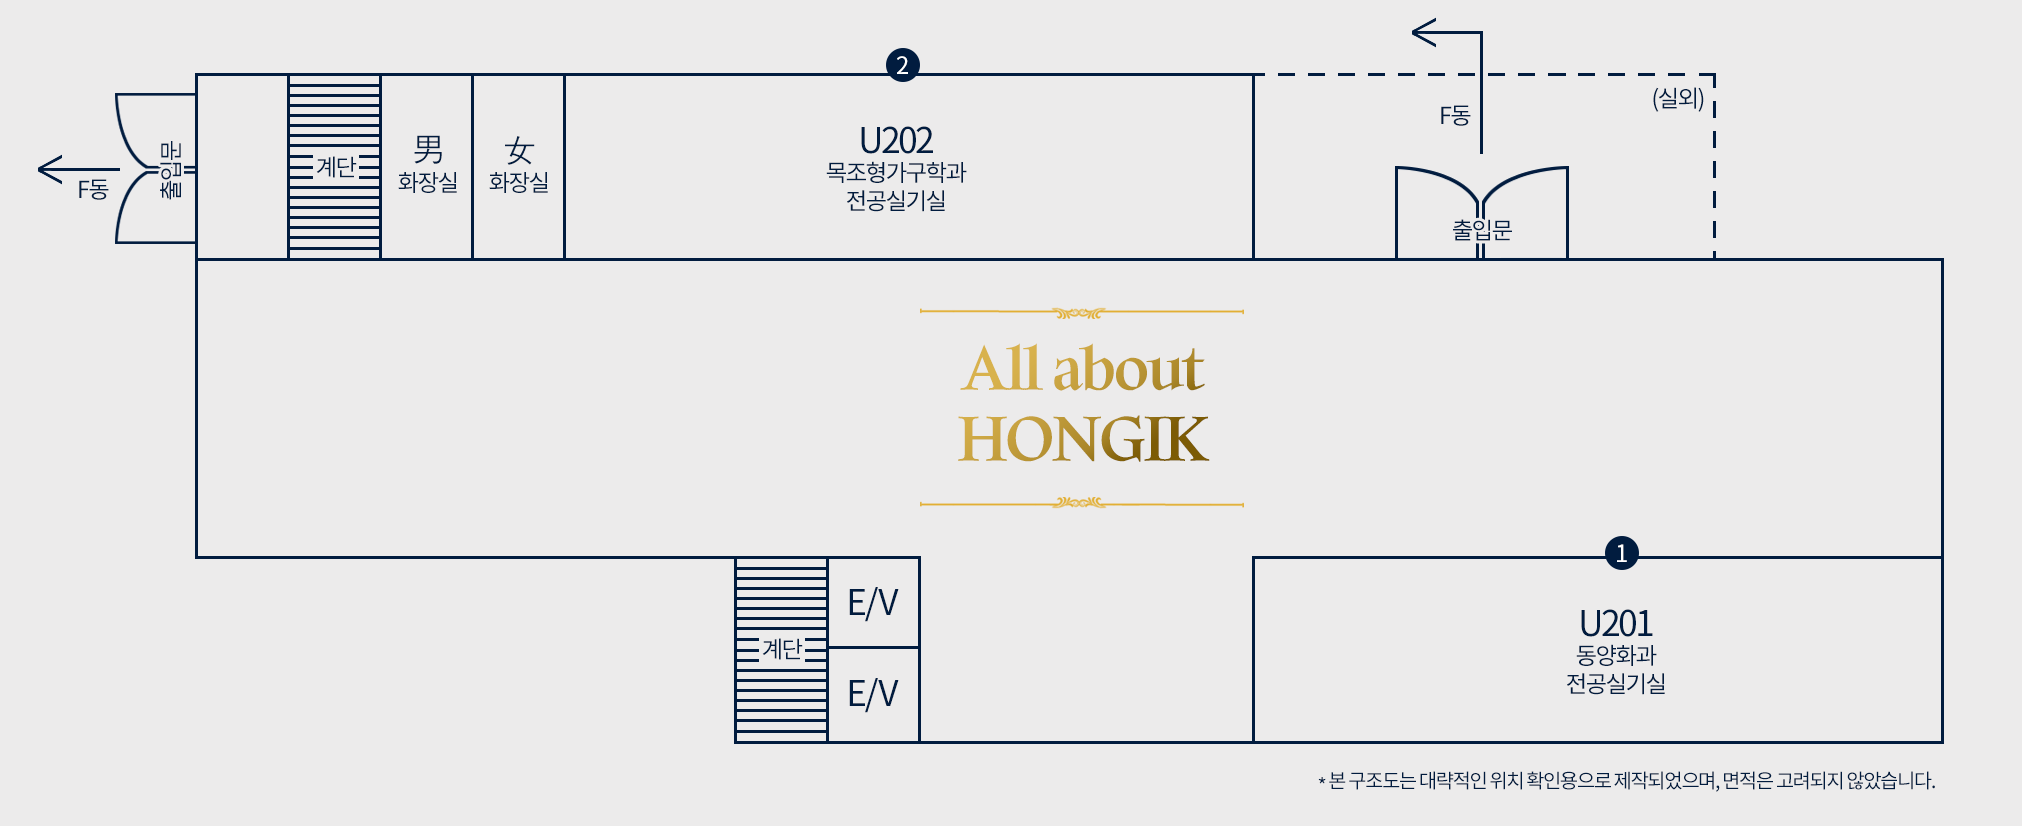 2
(실외)
F동
U202
목조형가구학과
전공실기실
男
화장실
女
화장실
계단
출입문
F동
출입문
All about
HONGIK
1
E/V
U201
동양화과
전공실기실
계단
E/V
* 본 구조도는 대략적인 위치 확인용으로 제작되었으며, 면적은 고려되지 않았습니다.